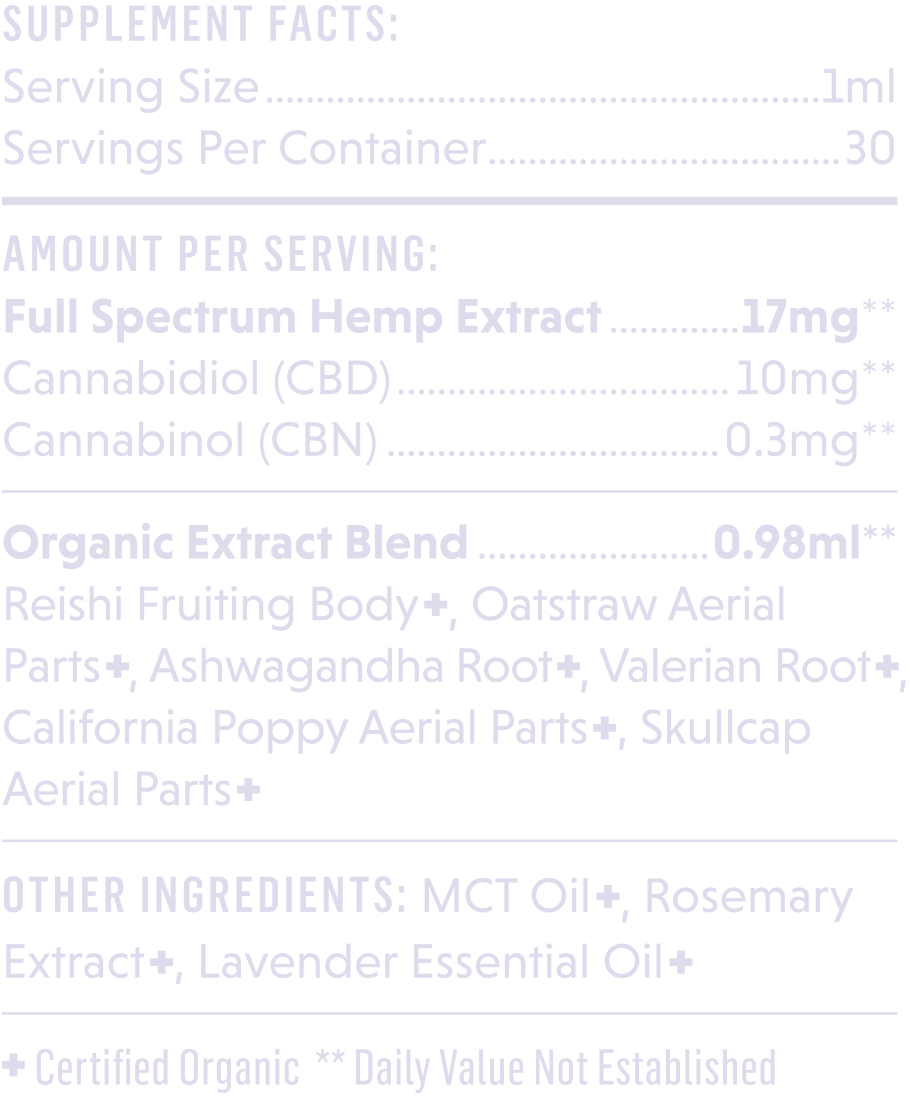 SUPPLEMENT FACTS:
Serving Size.......................................................1ml
Servings Per Container...................................30
AMOUNT PER SERVING:
Full Spectrum Hemp Extract.............17mg**
Cannabidiol (CBD).................................10mg**
Cannabinol (CBN).................................0.3mg**
Organic Extract Blend.......................0.98ml**
Reishi Fruiting Body✚, Oatstraw Aerial
Parts✚, Ashwagandha Root✚, Valerian Root✚,
California Poppy Aerial Parts✚, Skullcap
Aerial Parts✚
OTHER INGREDIENTS: MCT Oil✚, Rosemary
Extract✚, Lavender Essential Oil✚
✚ Certified Organic ** Daily Value Not Established